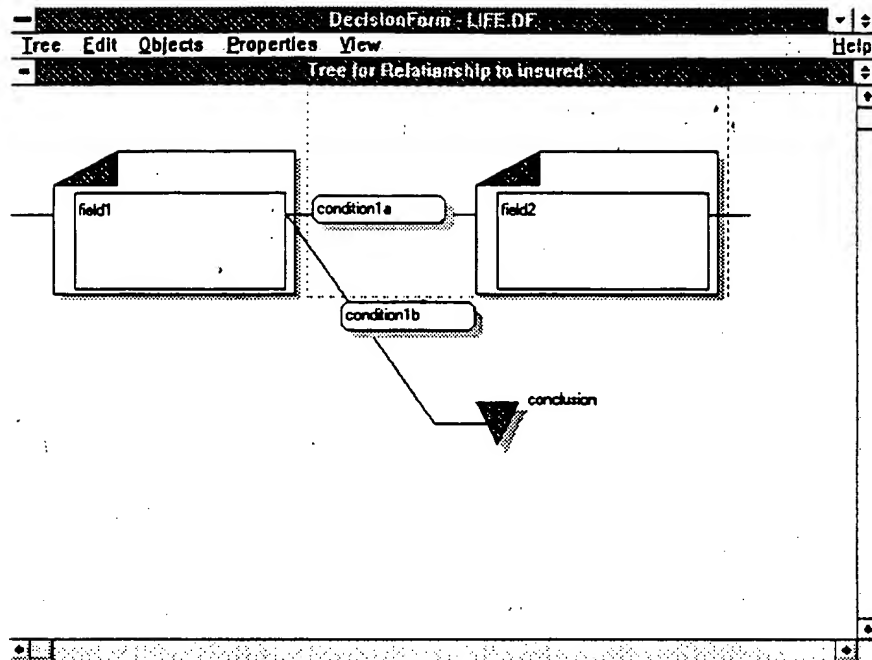 DecisionForm - LIFE.DF
Tree Edit Objects Properties View Help
Tree for Relationship to insured
field1
condition1a
field2
condition1b
conclusion